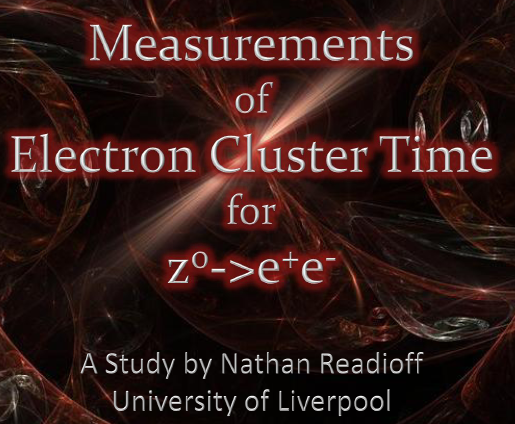 Measurements
of
Electron Cluster Time
for
z⁰->e⁺e⁻
A Study by Nathan Readioff
University of Liverpool